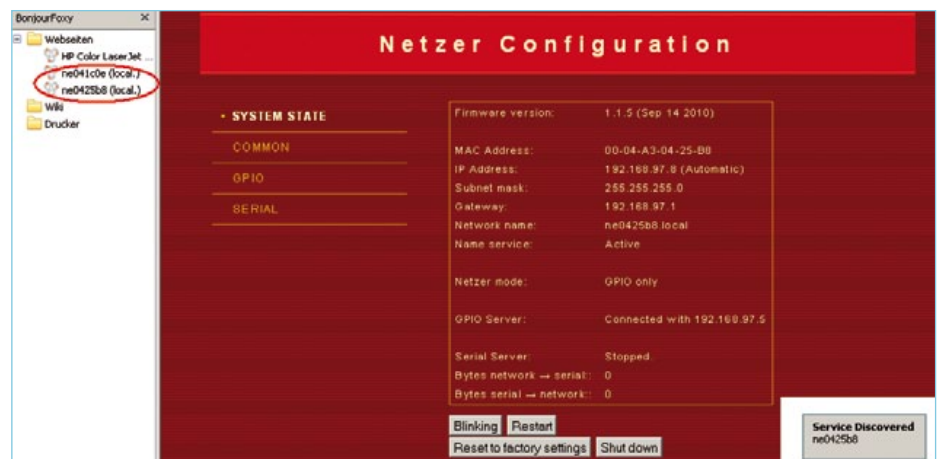 BonjourFoxy ×
Webseiten
HP Color LaserJet ...
ne041c0e (local.)
ne0425b8 (local.)
Wiki
Drucker
Netzer Configuration
• SYSTEM STATE
COMMON
GPIO
SERIAL
Firmware version: 1.1.5 (Sep 14 2010)
MAC Address: 00-04-A3-04-25-B8
IP Address: 192.168.97.8 (Automatic)
Subnet mask: 255.255.255.0
Gateway: 192.168.97.1
Network name: ne0425b8.local
Name service: Active
Netzer mode: GPIO only
GPIO Server: Connected with 192.168.97.5
Serial Server: Stopped.
Bytes network → serial:: 0
Bytes serial → network:: 0
Blinking Restart
Reset to factory settings Shut down
Service Discovered
ne0425b8